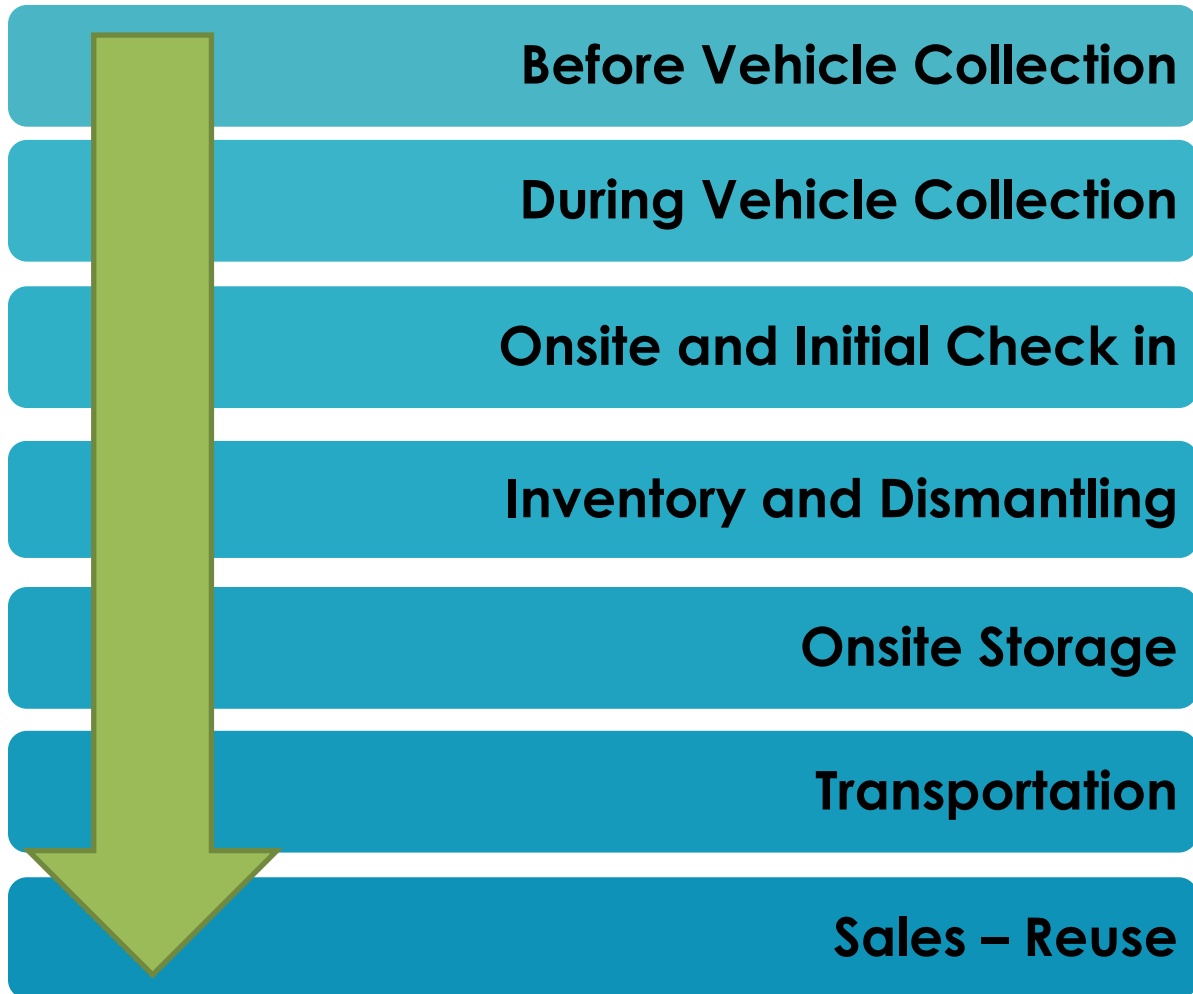 Before Vehicle Collection
During Vehicle Collection
Onsite and Initial Check in
Inventory and Dismantling
Onsite Storage
Transportation
Sales – Reuse